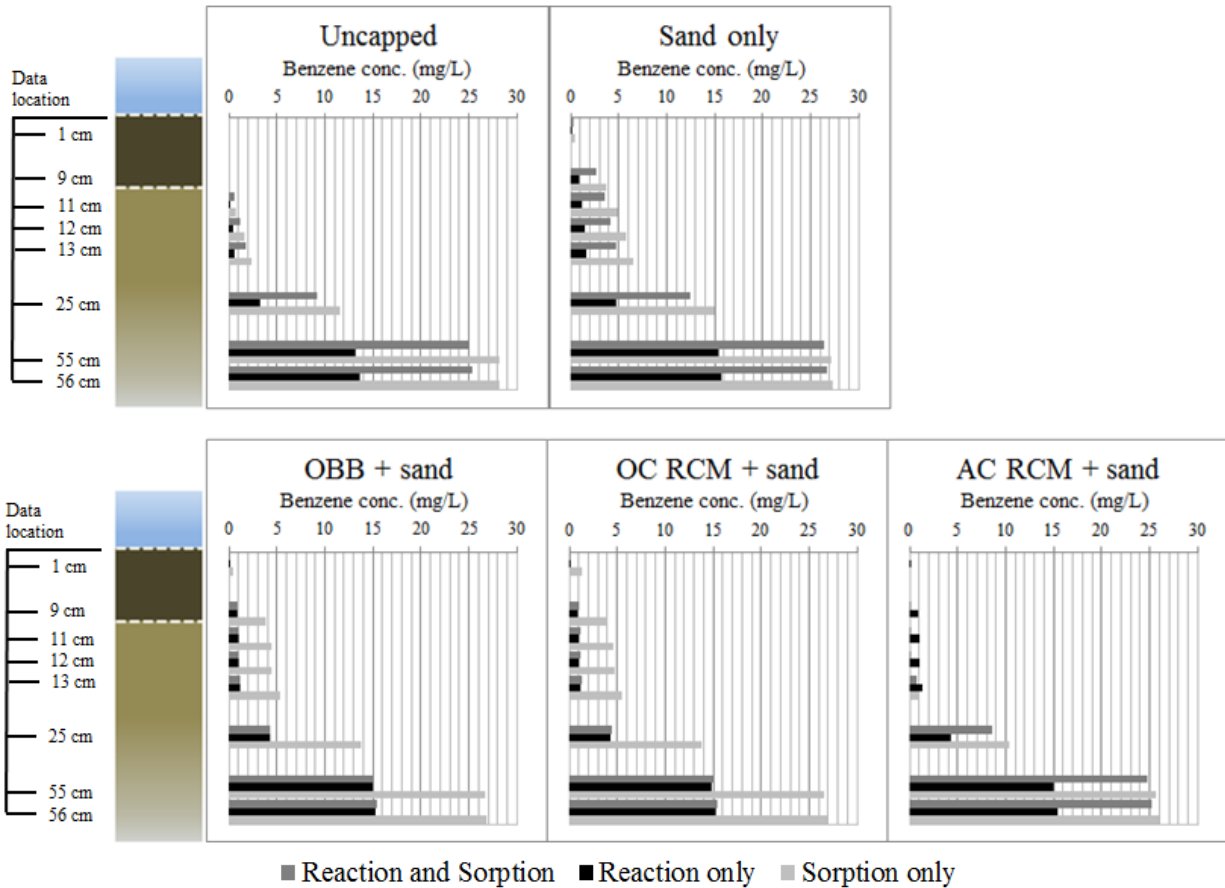 Uncapped
Benzene conc. (mg/L)
0 5 10 15 20 25 30
Sand only
Benzene conc. (mg/L)
0 5 10 15 20 25 30
Data
location
1 cm
9 cm
11 cm
12 cm
13 cm
25 cm
55 cm
56 cm
OBB + sand
Benzene conc. (mg/L)
0 5 10 15 20 25 30
OC RCM + sand
Benzene conc. (mg/L)
0 5 10 15 20 25 30
AC RCM + sand
Benzene conc. (mg/L)
0 5 10 15 20 25 30
Data
location
1 cm
9 cm
11 cm
12 cm
13 cm
25 cm
55 cm
56 cm
Reaction and Sorption Reaction only Sorption only